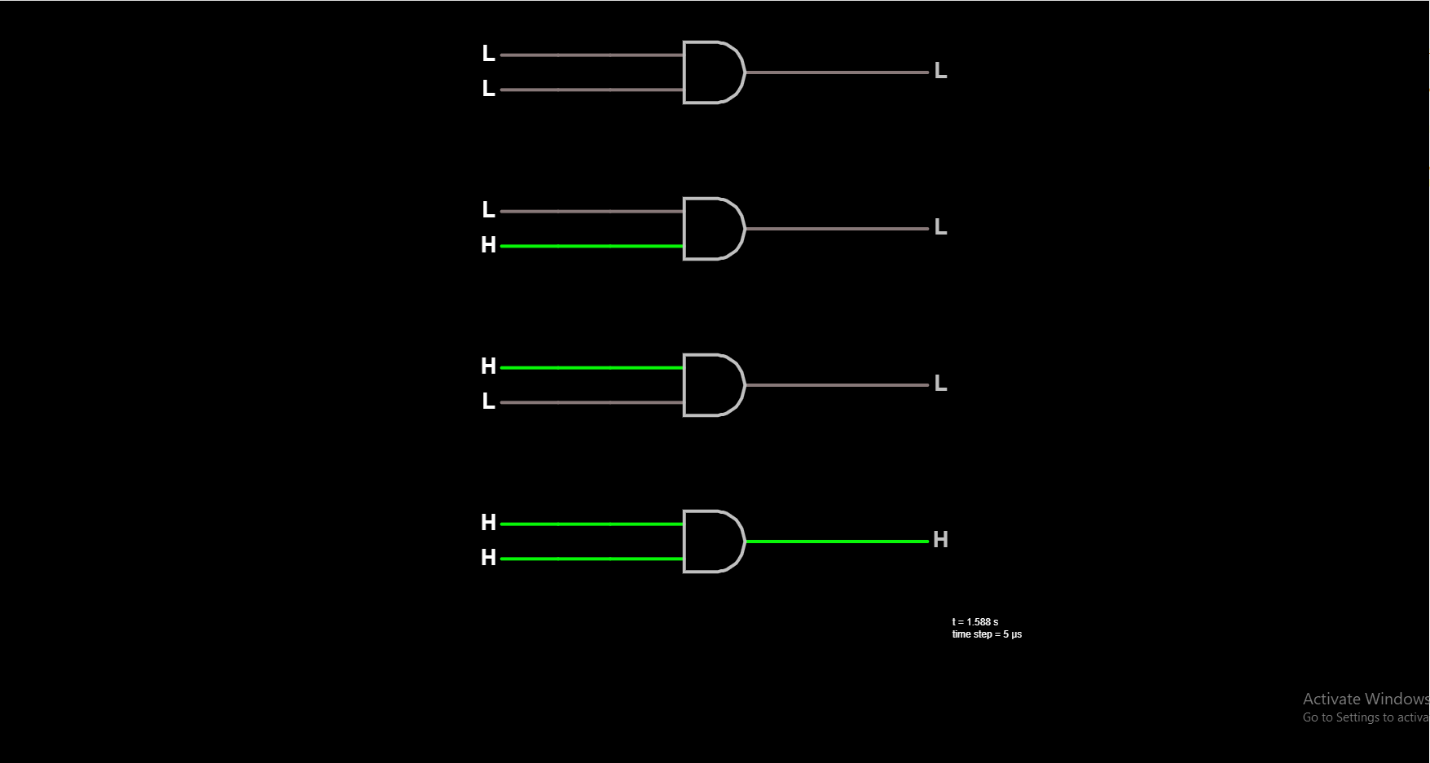 L
L
L
L
H
L
H
L
L
H
H
H
t = 1.588 s
time step = 5 µs
Activate Windows
Go to Settings to activa